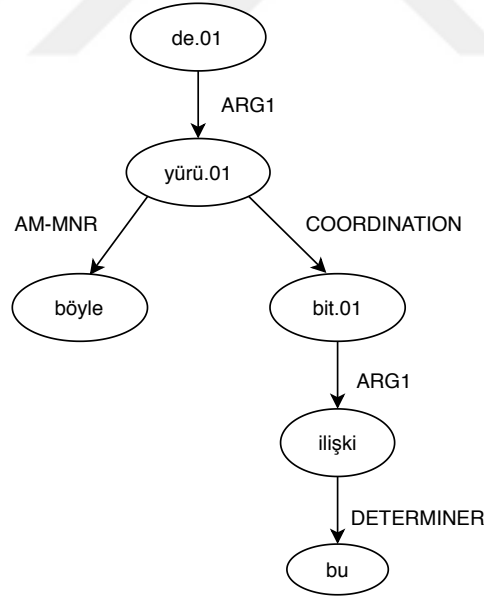 de.01
ARG1
yürü.01
AM-MNR COORDINATION
böyle bit.01
ARG1
ilişki
DETERMINER
bu